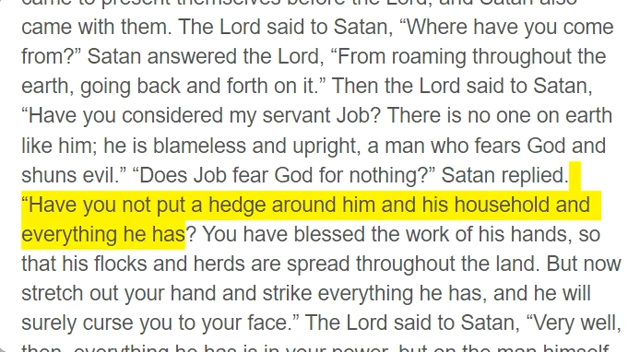 came to present themselves before the Lord, and Satan also
came with them. The Lord said to Satan, “Where have you come
from?” Satan answered the Lord, “From roaming throughout the
earth, going back and forth on it.” Then the Lord said to Satan,
“Have you considered my servant Job? There is no one on earth
like him; he is blameless and upright, a man who fears God and
shuns evil.” “Does Job fear God for nothing?” Satan replied.
“Have you not put a hedge around him and his household and
everything he has? You have blessed the work of his hands, so
that his flocks and herds are spread throughout the land. But now
stretch out your hand and strike everything he has, and he will
surely curse you to your face.” The Lord said to Satan, “Very well,
then, everything he has is in your power, but on the man himself